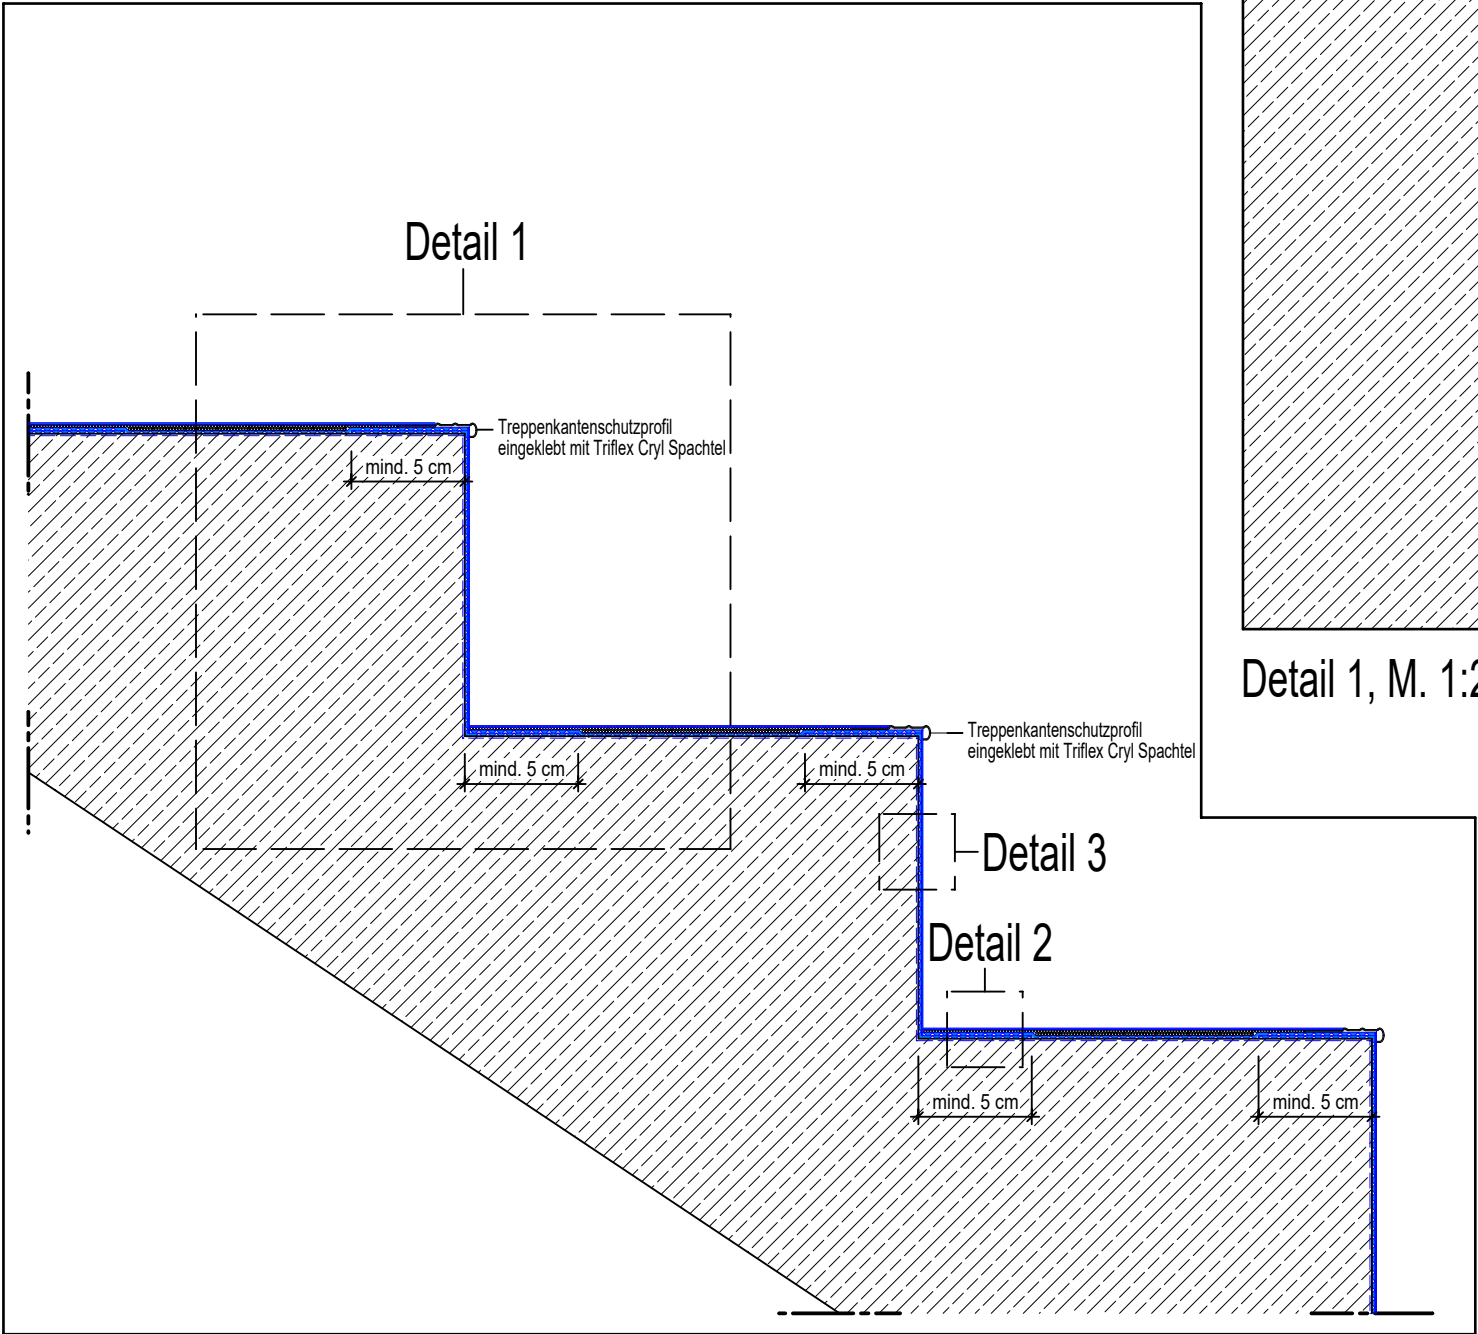 Detail 1
Treppenkantenschutzprofil
eingeklebt mit Triflex Cryl Spachtel
mind. 5 cm
Detail 1, M. 1:2
Treppenkantenschutzprofil
eingeklebt mit Triflex Cryl Spachtel
mind. 5 cm
mind. 5 cm
Detail 3
Detail 2
mind. 5 cm
mind. 5 cm